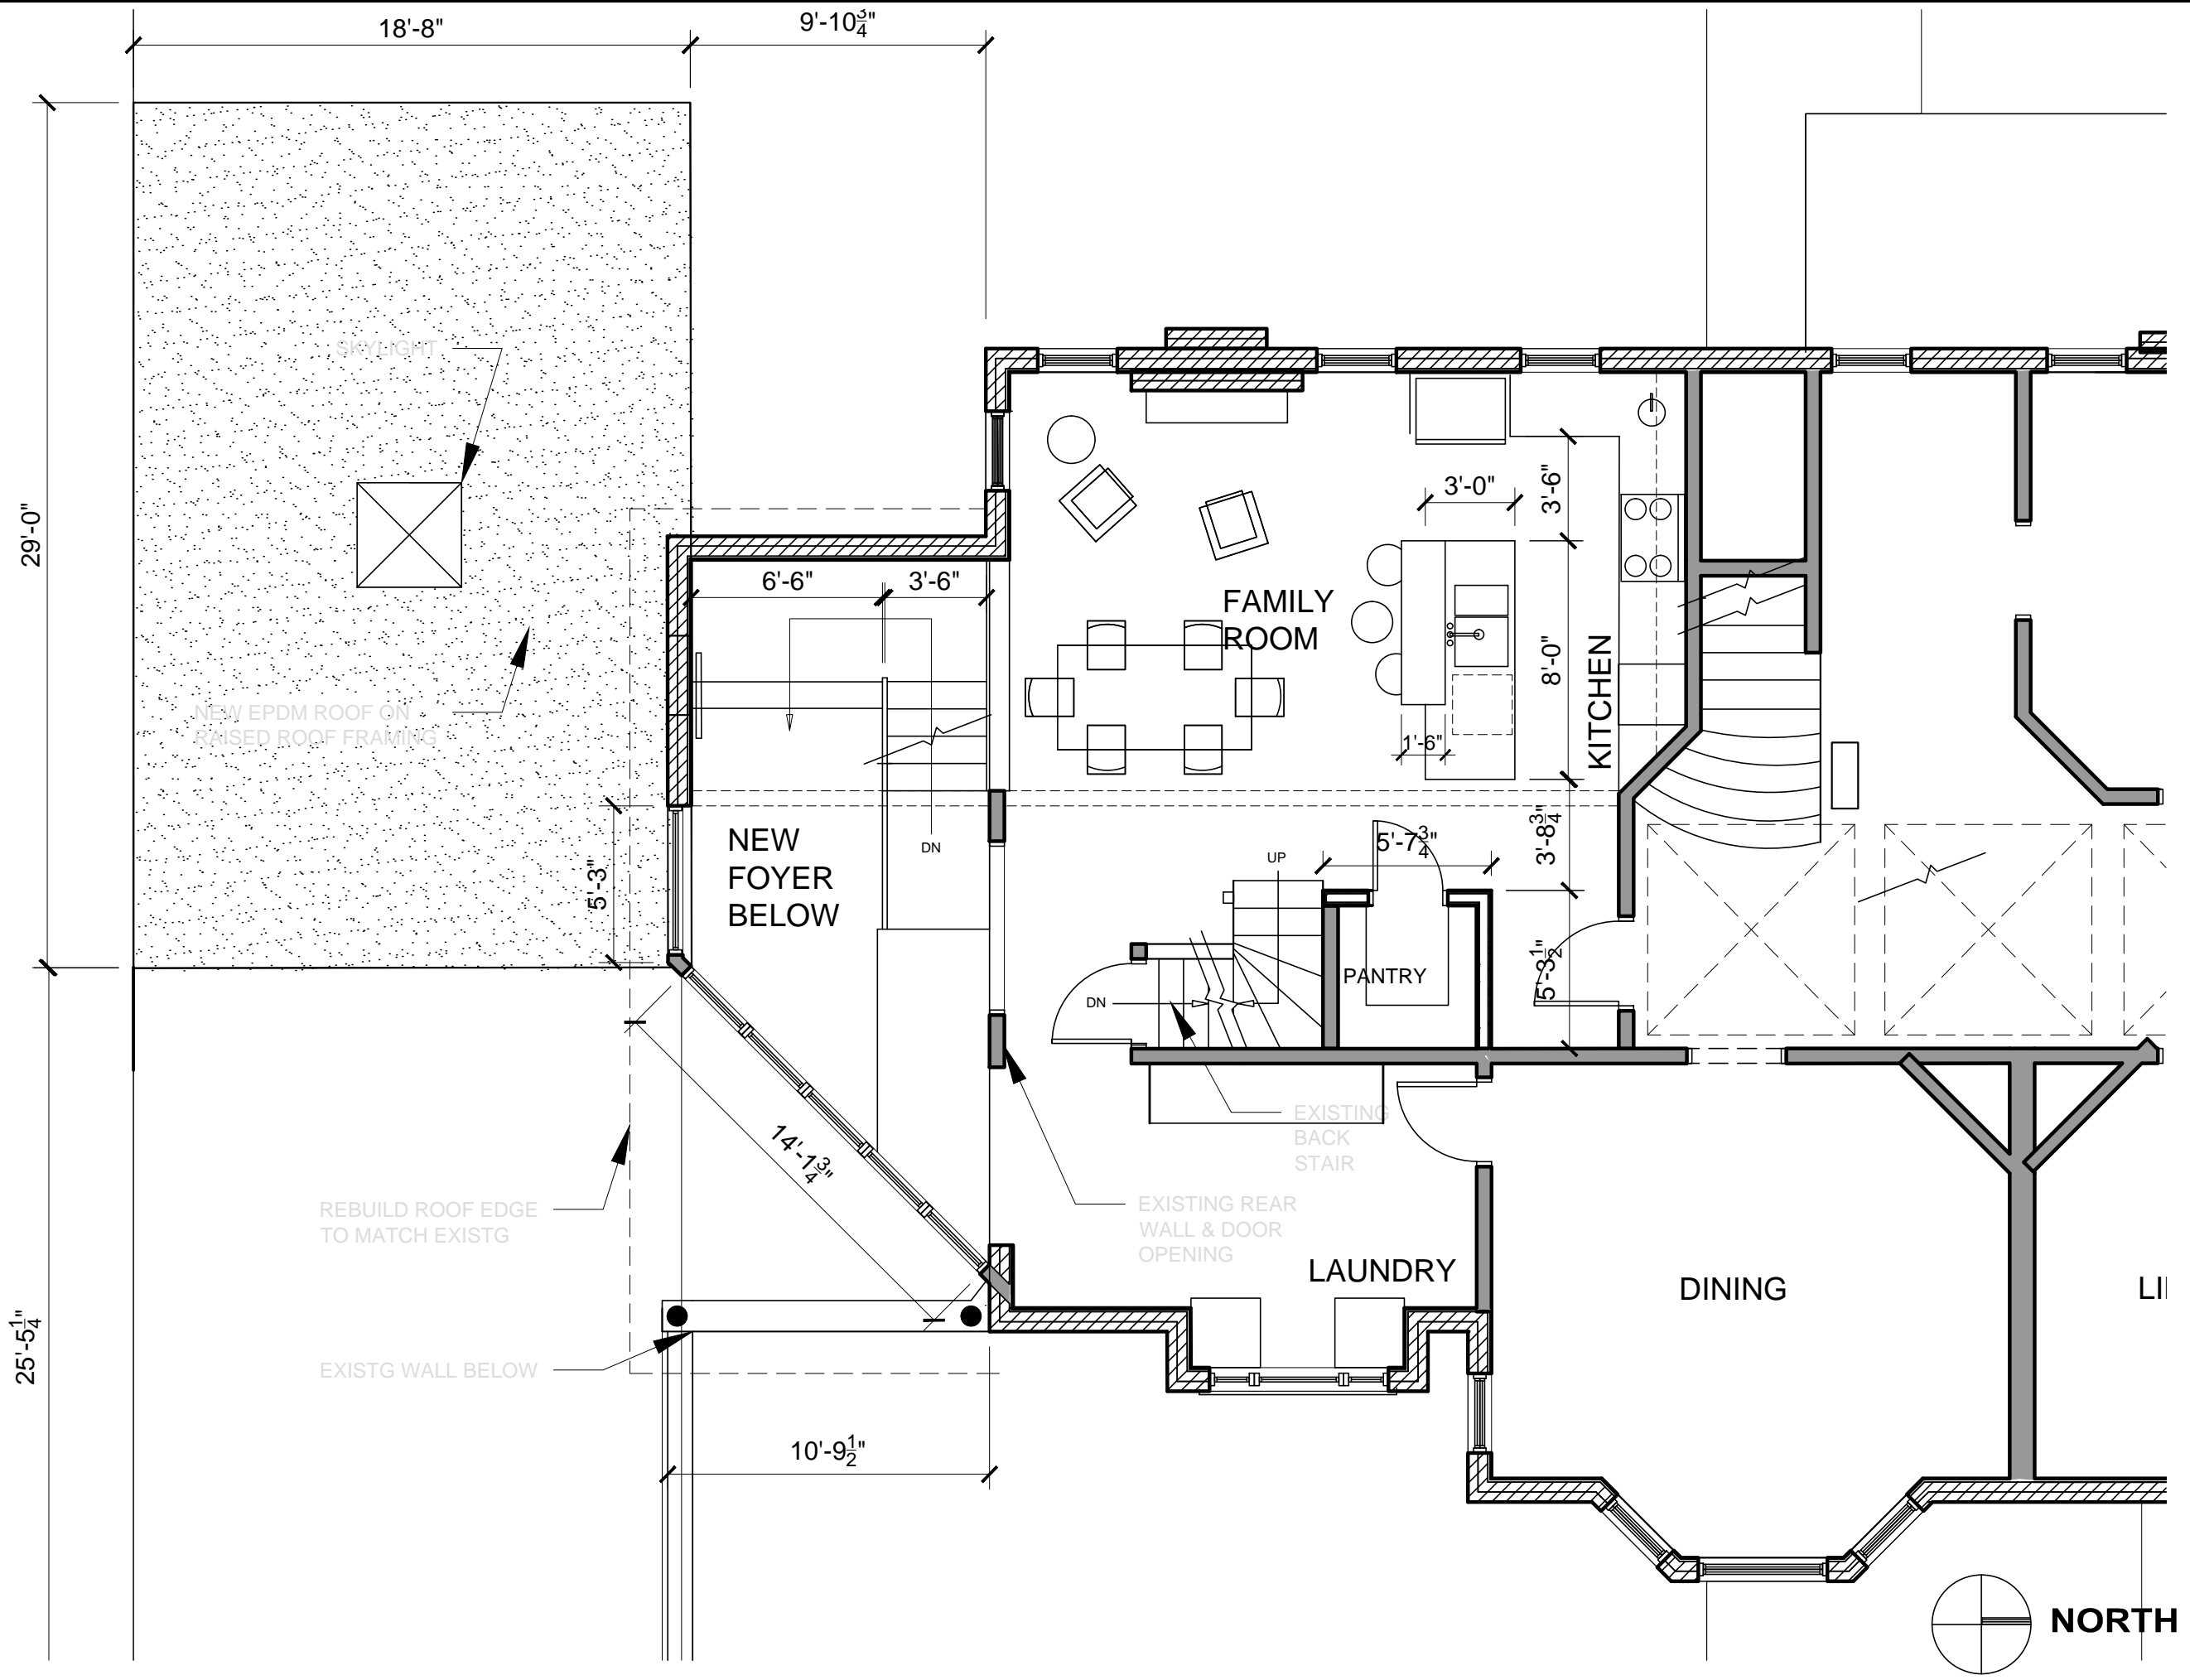 18'-8"
9'-10 3/4"
29'-0"
SKYLIGHT
3'-0"
3'-6"
6'-6"
3'-6"
FAMILY
ROOM
8'-0"
KITCHEN
NEW EPDM ROOF ON
RAISED ROOF FRAMING
1'-6"
NEW
FOYER
BELOW
DN
5'-3"
UP
5'-7 3/4"
3'-8 3/4"
PANTRY
DN
5'-3 1/2"
14'-1 3/4"
EXISTING
BACK
STAIR
REBUILD ROOF EDGE
TO MATCH EXISTG
EXISTING REAR
WALL & DOOR
OPENING
LAUNDRY
DINING
25'-5 1/4"
EXISTG WALL BELOW
10'-9 1/2"
NORTH